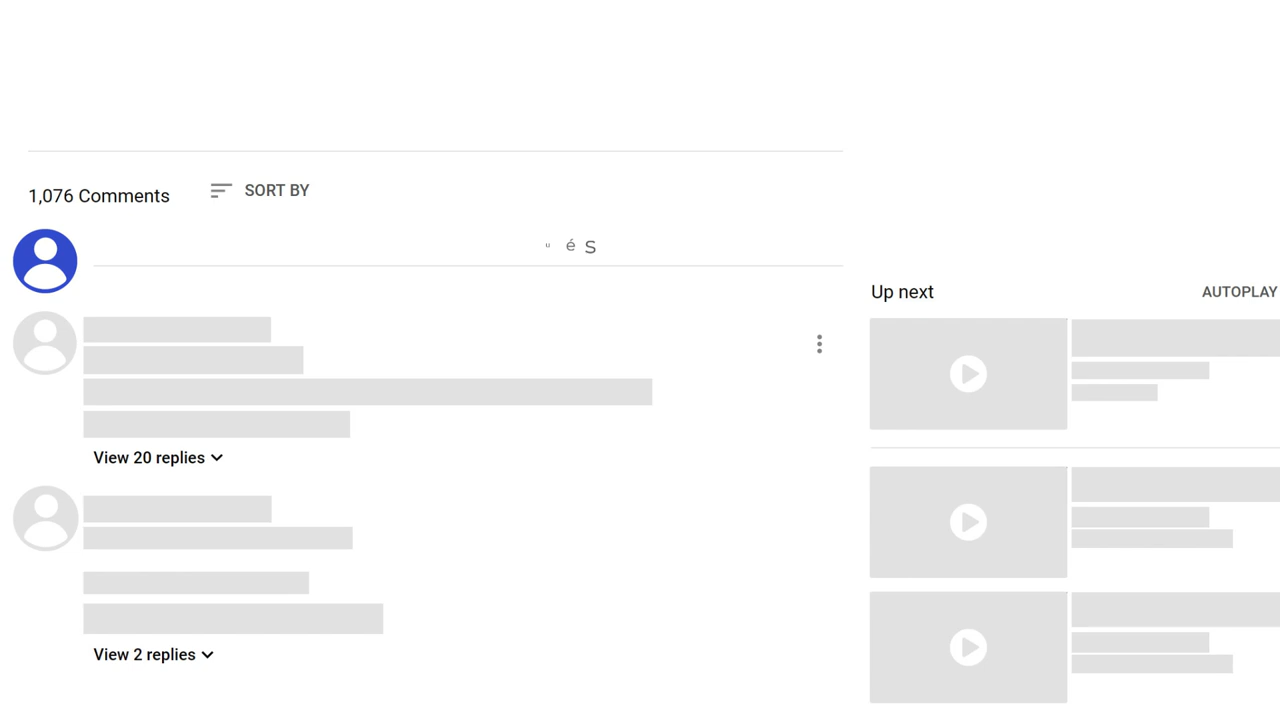 1,076 Comments
SORT BY
u é s
Up next
AUTOPLAY
View 20 replies
View 2 replies